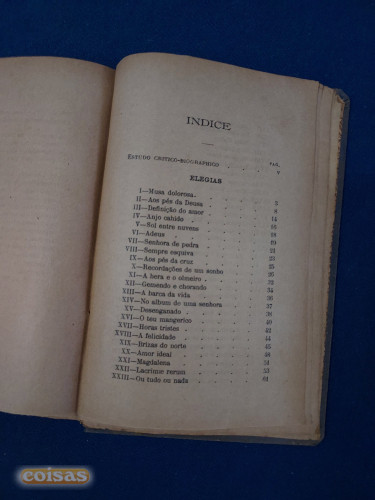 INDICE
PAG.
ESTUDO CRITICO-BIOGRAPHICO
ELEGIAS
I—Musa dolorosa
II—Aos pés da Deusa
III—Definição do amor
IV—Anjo cahido
V—Sol entre nuvens
VI—Adeus
VII—Senhora de pedra
VIII—Sempre esquiva
IX—Aos pés da cruz
X—Recordações de um sonho
XI—A hera e o olmeiro
XII—Gemendo e chorando
XIII—A barca da vida
XIV—No album de uma senhora
XV—Desenganado
XVI—O teu mangerico
XVII—Horas tristes
XVIII—A felicidade
XIX—Brizas do norte
XX—Amor ideal
XXI—Magdalena
XXII—Lacrimæ rerum
XXIII—Ou tudo ou nada
coisas